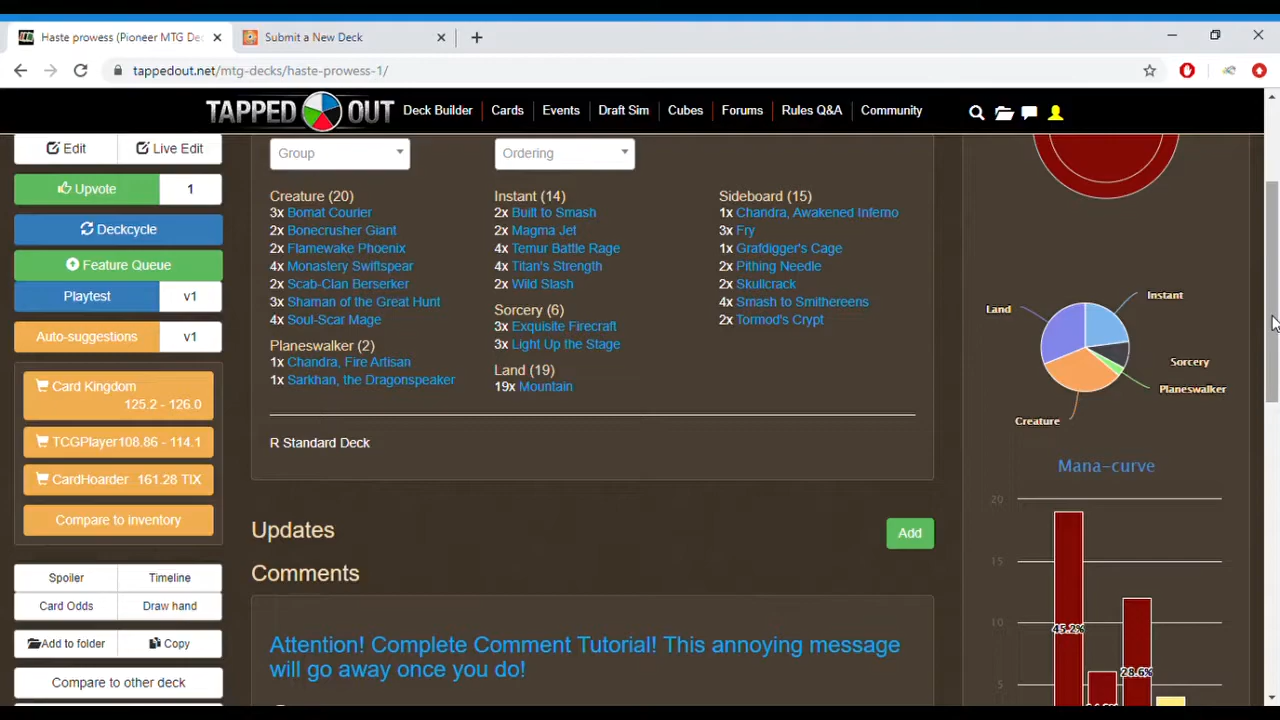 Haste prowess (Pioneer MTG Dec
Submit a New Deck
tappedout.net/mtg-decks/haste-prowess-1/
TAPPED OUT
Deck Builder
Cards
Events
Draft Sim
Cubes
Forums
Rules Q&A
Community
Edit
Live Edit
Upvote
1
Deckcycle
Feature Queue
Playtest
v1
Auto-suggestions
v1
Card Kingdom
125.2 - 126.0
TCGPlayer108.86 - 114.1
CardHoarder 161.28 TIX
Compare to inventory
Spoiler
Timeline
Card Odds
Draw hand
Add to folder
Copy
Compare to other deck
Group
Ordering
Creature (20)
3x Bomat Courier
2x Bonecrusher Giant
2x Flamewake Phoenix
4x Monastery Swiftspear
2x Scab-Clan Berserker
3x Shaman of the Great Hunt
4x Soul-Scar Mage
Planeswalker (2)
1x Chandra, Fire Artisan
1x Sarkhan, the Dragonspeaker
Instant (14)
2x Built to Smash
2x Magma Jet
4x Temur Battle Rage
4x Titan's Strength
2x Wild Slash
Sorcery (6)
3x Exquisite Firecraft
3x Light Up the Stage
Land (19)
19x Mountain
Sideboard (15)
1x Chandra, Awakened Inferno
3x Fry
1x Grafdigger's Cage
2x Pithing Needle
2x Skullcrack
4x Smash to Smithereens
2x Tormod's Crypt
R Standard Deck
Updates
Add
Comments
Attention! Complete Comment Tutorial! This annoying message
will go away once you do!
Land
Instant
Sorcery
Planeswalker
Creature
Mana-curve
20
15
10
5
45.2%
28.6%